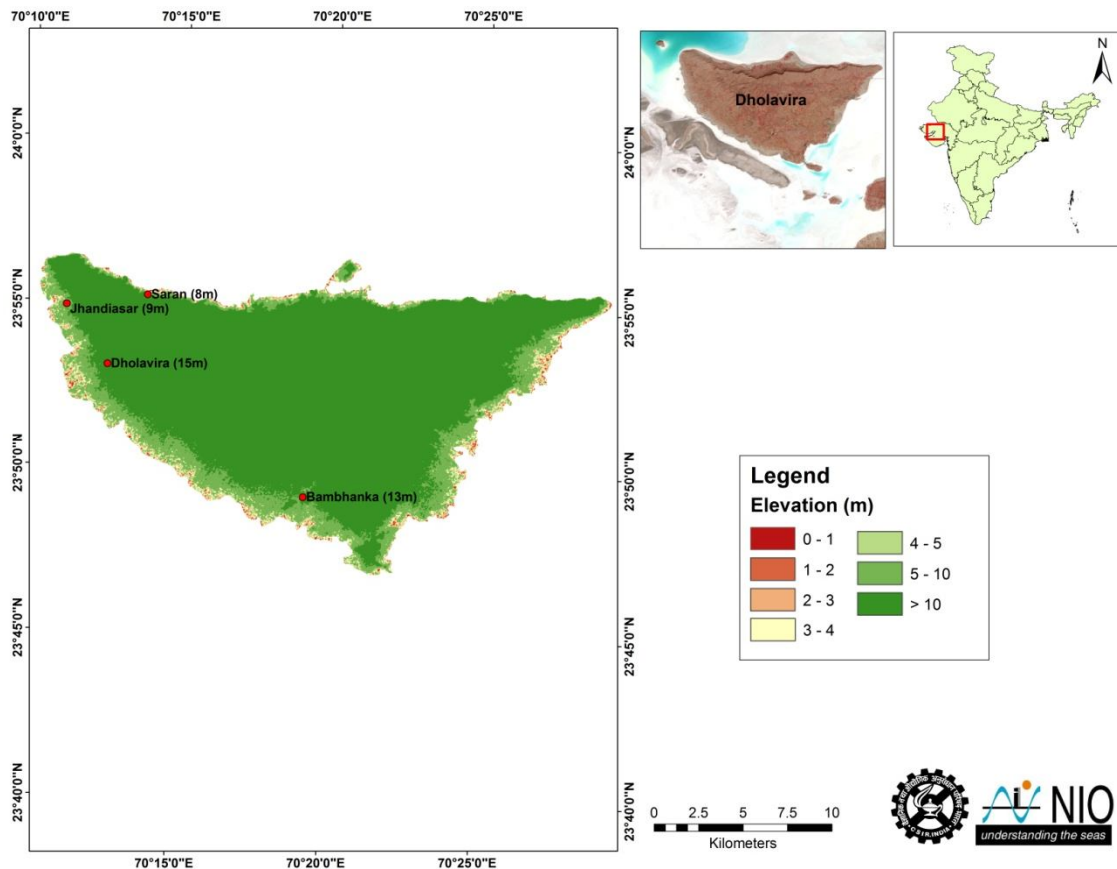 70°10'0"E 70°15'0"E 70°20'0"E 70°25'0"E
24°0'0"N
23°55'0"N
23°50'0"N
23°45'0"N
23°40'0"N
Saran (8m)
Jhandiasar (9m)
Dholavira (15m)
Bambhanka (13m)
24°0'0"N
23°55'0"N
23°50'0"N
23°45'0"N
23°40'0"N
70°15'0"E 70°20'0"E 70°25'0"E
Dholavira
N
Legend
Elevation (m)
0 - 1
1 - 2
2 - 3
3 - 4
4 - 5
5 - 10
> 10
0 2.5 5 7.5 10
Kilometers
CSIR, INDIA
NIO
understanding the seas